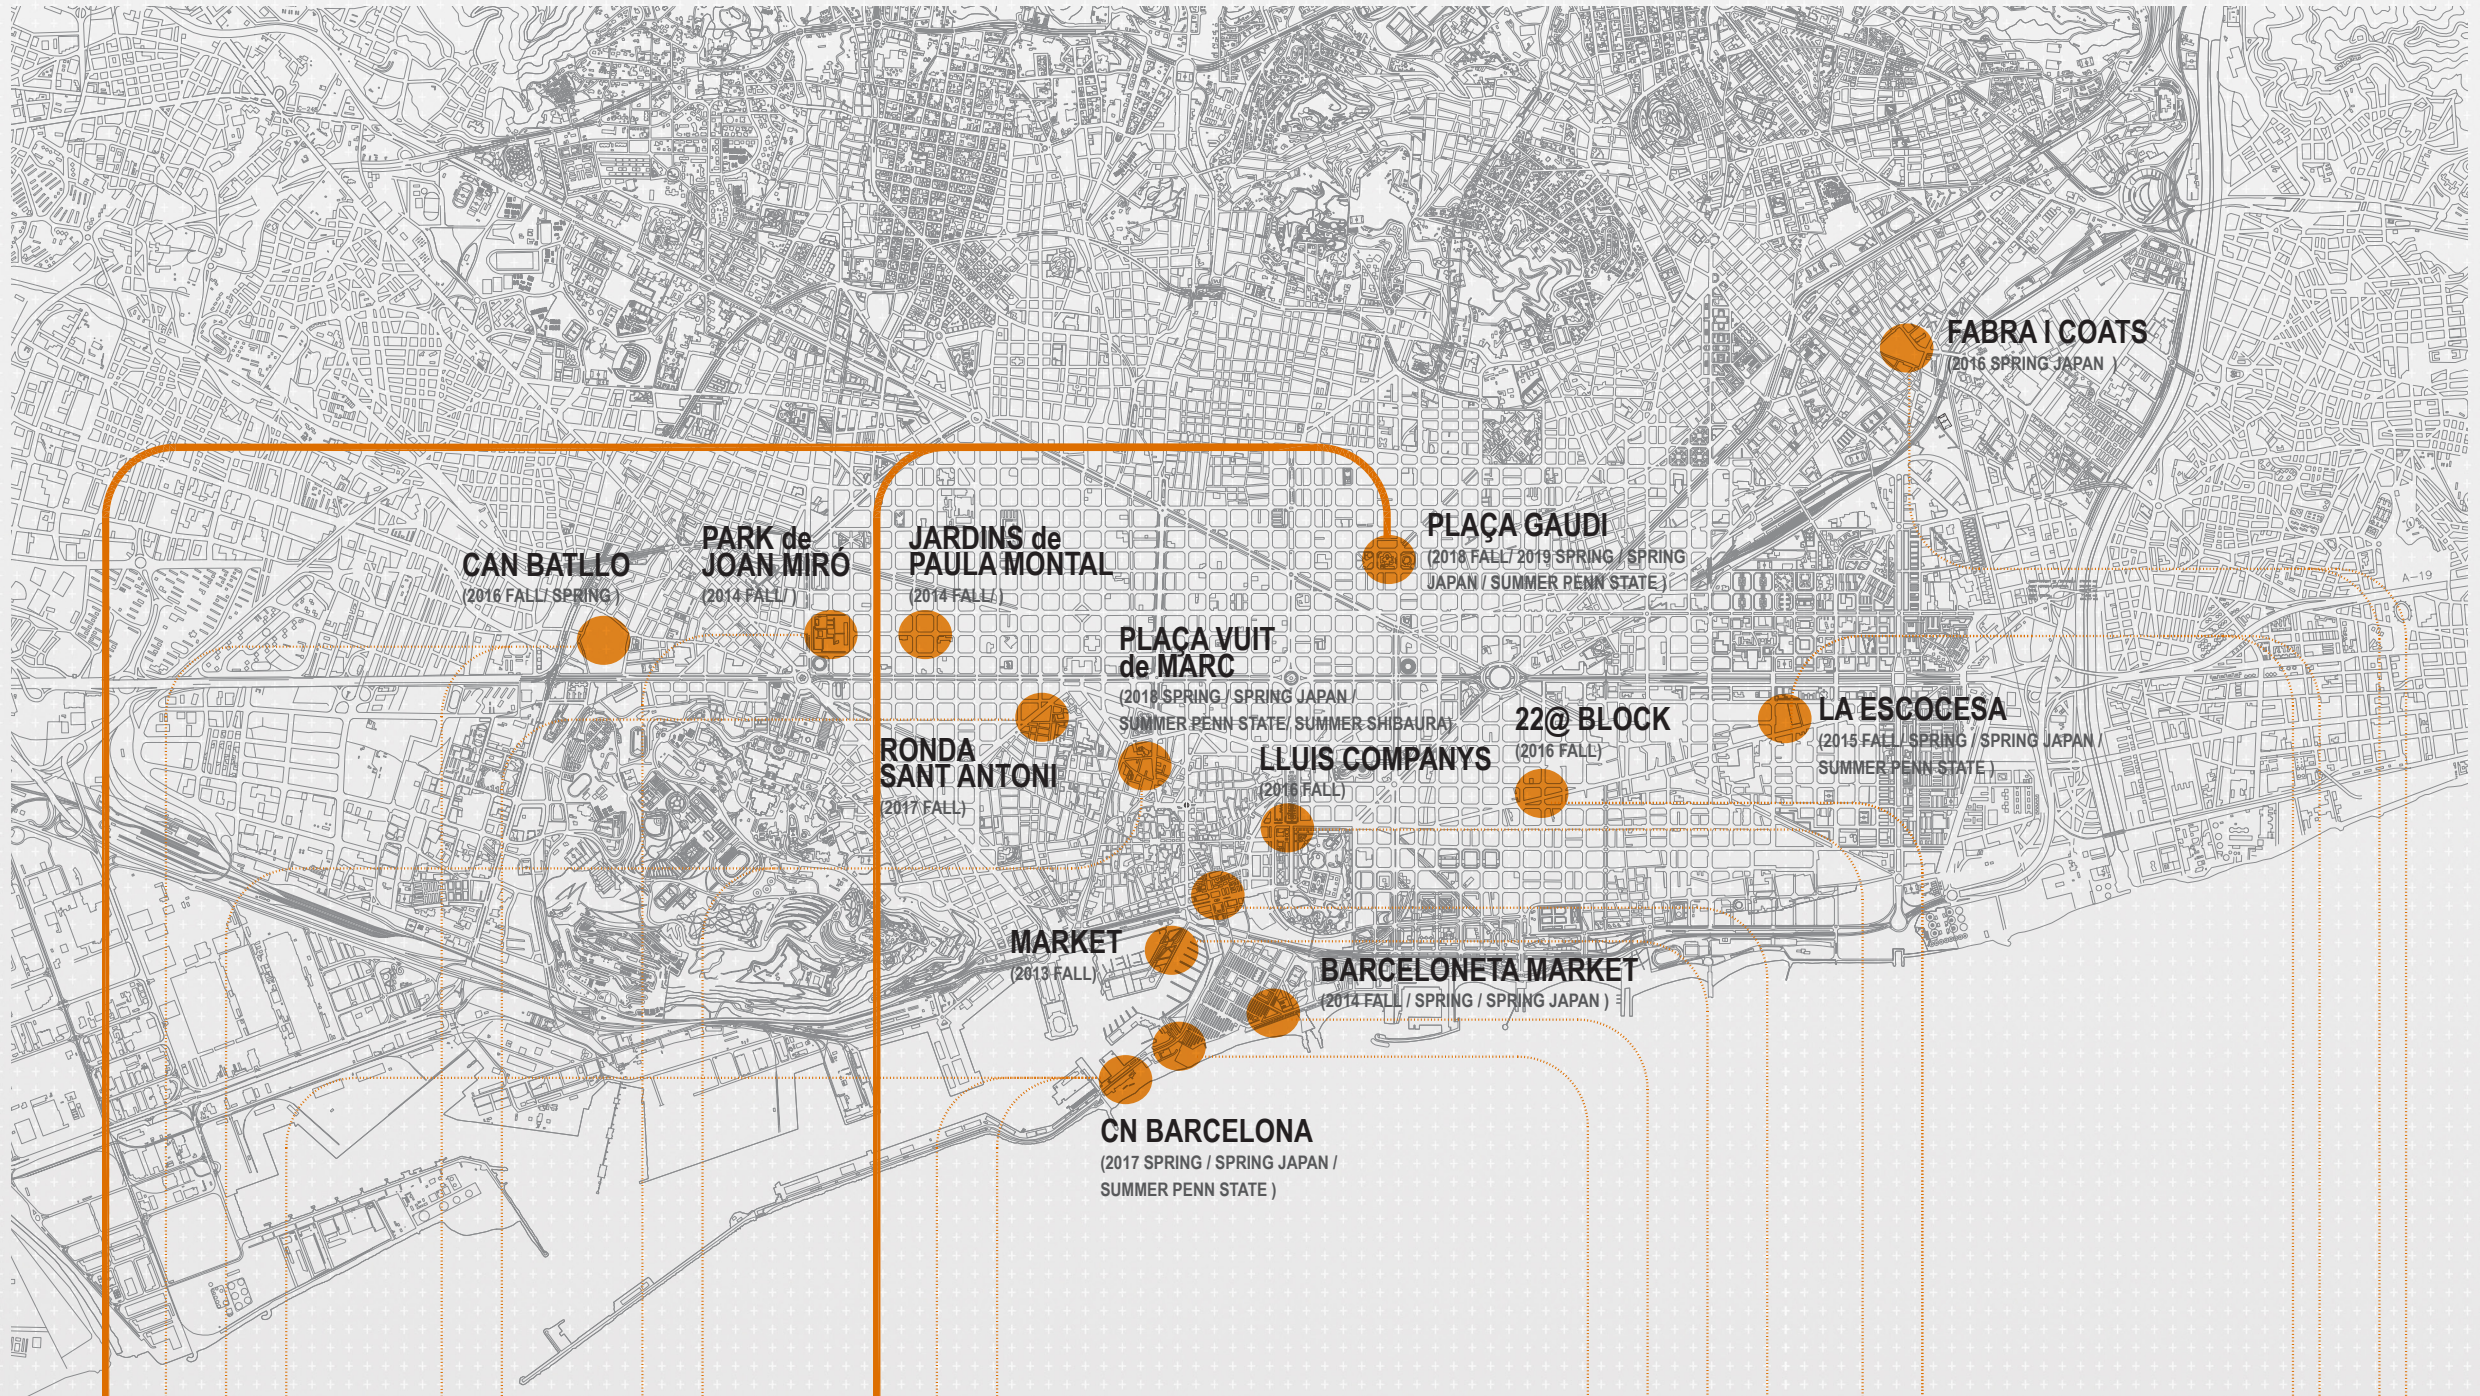 FABRA I COATS
(2016 SPRING JAPAN )
PLAÇA GAUDI
(2018 FALL/ 2019 SPRING / SPRING
JAPAN / SUMMER PENN STATE )
PARK de
JOAN MIRÓ
(2014 FALL/ )
JARDINS de
PAULA MONTAL
(2014 FALL/ )
CAN BATLLO
(2016 FALL/ SPRING )
A-19
PLAÇA VUIT
de MARC
(2018 SPRING / SPRING JAPAN /
SUMMER PENN STATE/ SUMMER SHIBAURA)
22@ BLOCK
(2016 FALL)
LA ESCOCESA
(2015 FALL/ SPRING / SPRING JAPAN /
SUMMER PENN STATE )
RONDA
SANT ANTONI
(2017 FALL)
LLUIS COMPANYS
(2016 FALL)
MARKET
(2013 FALL)
BARCELONETA MARKET
(2014 FALL / SPRING / SPRING JAPAN )
CN BARCELONA
(2017 SPRING / SPRING JAPAN /
SUMMER PENN STATE )